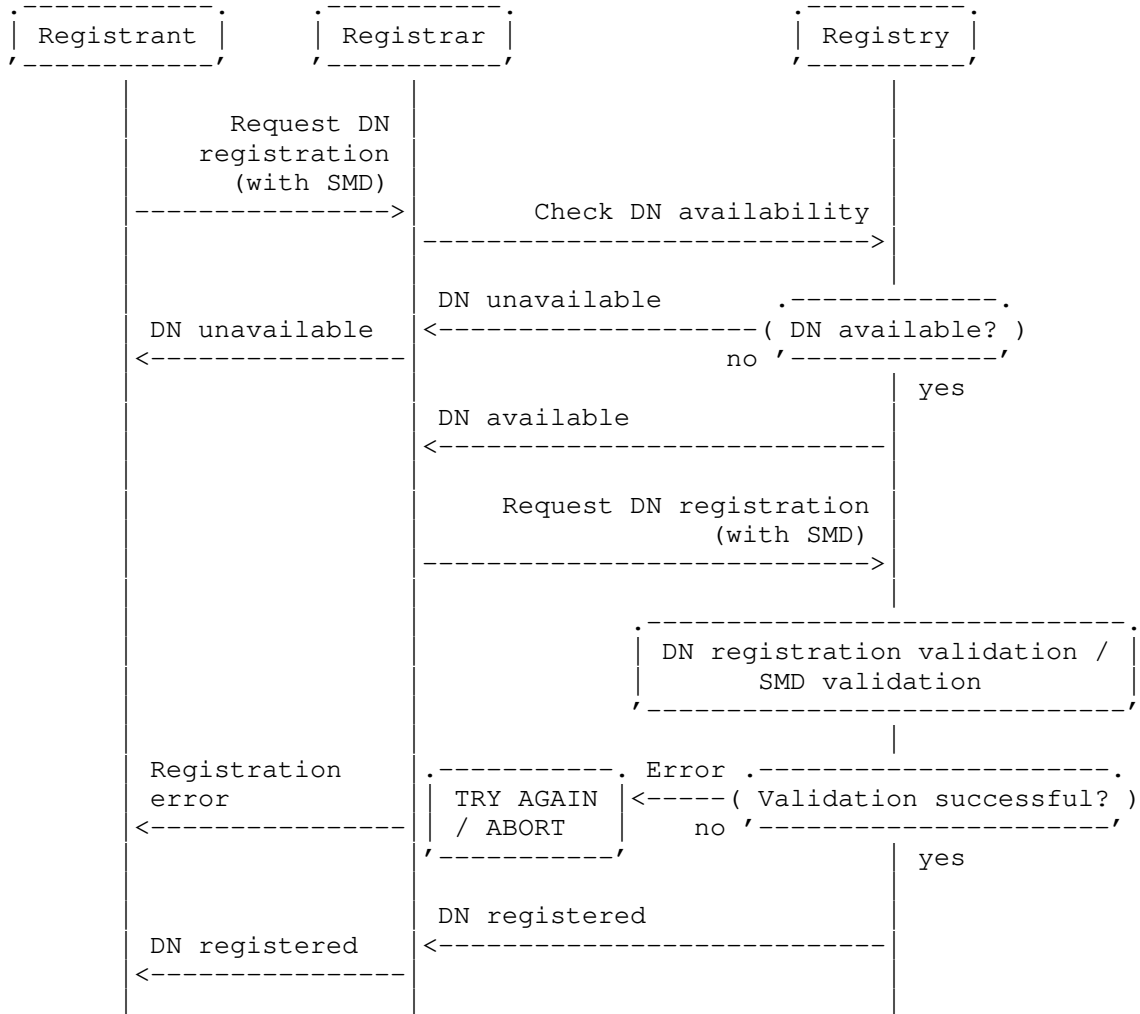 Registrant Registrar Registry
Request DN
registration
(with SMD)
Check DN availability
DN unavailable
DN unavailable ( DN available? )
no
yes
DN available
Request DN registration
(with SMD)
DN registration validation /
SMD validation
Registration Error
error TRY AGAIN ( Validation successful? )
/ ABORT no
yes
DN registered
DN registered